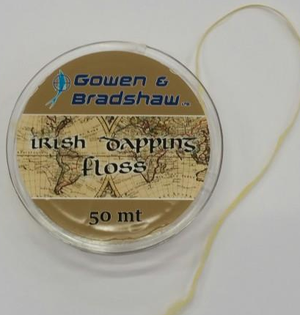 Gowen &
Bradshaw
Irish Dapping
Floss
50 mt